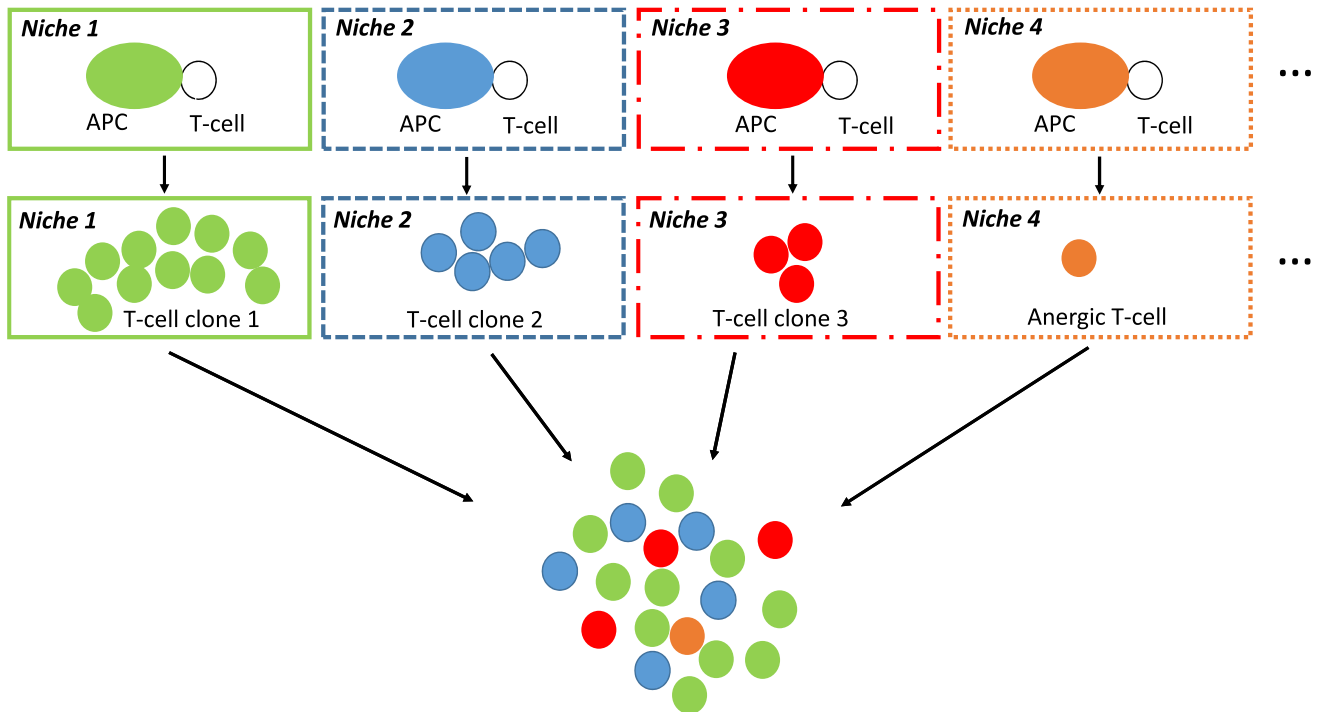 Niche 1
APC T-cell
Niche 2
APC T-cell
Niche 3
APC T-cell
Niche 4
APC T-cell
...
Niche 1
T-cell clone 1
Niche 2
T-cell clone 2
Niche 3
T-cell clone 3
Niche 4
Anergic T-cell
...